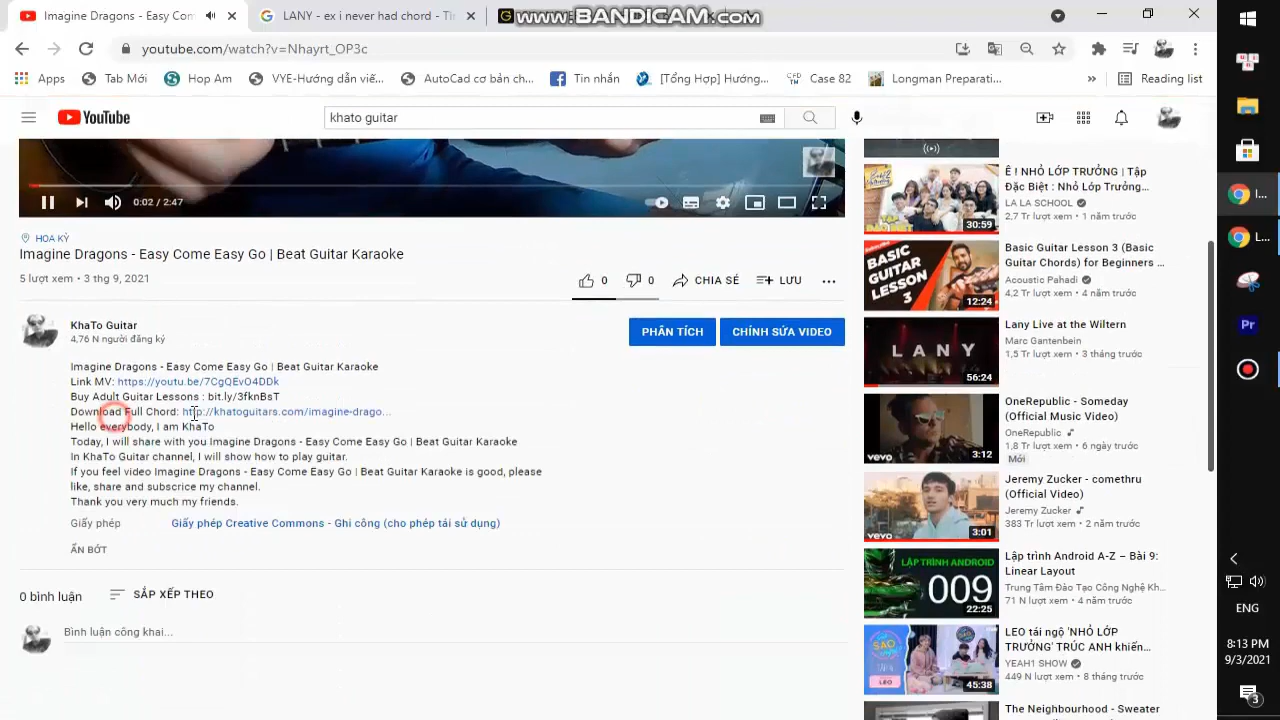 Imagine Dragons - Easy Com
LANY - ex i never had chord - Th
www.BANDICAM.com
youtube.com/watch?v=Nhayrt_OP3c
Apps
Tab Mới
Hop Am
VYE-Hướng dẫn viế...
AutoCad cơ bản ch...
Tin nhắn
[Tổng Hợp] Hướng...
Case 82
Longman Preparati...
»
Reading list
YouTube
khato guitar
0:02 / 2:47
HOA KỲ
Imagine Dragons - Easy Come Easy Go | Beat Guitar Karaoke
5 lượt xem • 3 thg 9, 2021
0
0
CHIA SẺ
LƯU
KhaTo Guitar
4,76 N người đăng ký
PHÂN TÍCH
CHỈNH SỬA VIDEO
Imagine Dragons - Easy Come Easy Go | Beat Guitar Karaoke
Link MV: https://youtu.be/7CgQEvO4DDk
Buy Adult Guitar Lessons : bit.ly/3fknBsT
Download Full Chord: http://khatoguitars.com/imagine-drago...
Hello everybody, I am KhaTo
Today, I will share with you Imagine Dragons - Easy Come Easy Go | Beat Guitar Karaoke
In KhaTo Guitar channel, I will show how to play guitar.
If you feel video Imagine Dragons - Easy Come Easy Go | Beat Guitar Karaoke is good, please
like, share and subscrice my channel.
Thank you very much my friends.
Giấy phép
Giấy phép Creative Commons - Ghi công (cho phép tái sử dụng)
ẨN BỚT
0 bình luận
SẮP XẾP THEO
Bình luận công khai...
30:59
Ê ! NHỎ LỚP TRƯỞNG | Tập
Đặc Biệt : Nhỏ Lớp Trưởng...
LA LA SCHOOL
2,7 Tr lượt xem • 1 năm trước
BASIC
GUITAR
LESSON
3
12:24
Basic Guitar Lesson 3 (Basic
Guitar Chords) for Beginners ...
Acoustic Pahadi
4,2 Tr lượt xem • 4 năm trước
LANY
56:24
Lany Live at the Wiltern
Marc Gantenbein
1,5 Tr lượt xem • 3 tháng trước
vevo
3:12
OneRepublic - Someday
(Official Music Video)
OneRepublic
1,8 Tr lượt xem • 6 ngày trước
Mới
vevo
3:01
Jeremy Zucker - comethru
(Official Video)
Jeremy Zucker
383 Tr lượt xem • 2 năm trước
LẬP TRÌNH ANDROID
009
22:25
Lập trình Android A-Z – Bài 9:
Linear Layout
Trung Tâm Đào Tạo Công Nghệ Kh...
71 N lượt xem • 4 năm trước
SAO
LEO
45:38
LEO tái ngộ 'NHỎ LỚP
TRƯỞNG' TRÚC ANH khiến...
YEAH1 SHOW
449 N lượt xem • 8 tháng trước
The Neighbourhood - Sweater
I...
L...
Pr
ENG
8:13 PM
9/3/2021
3